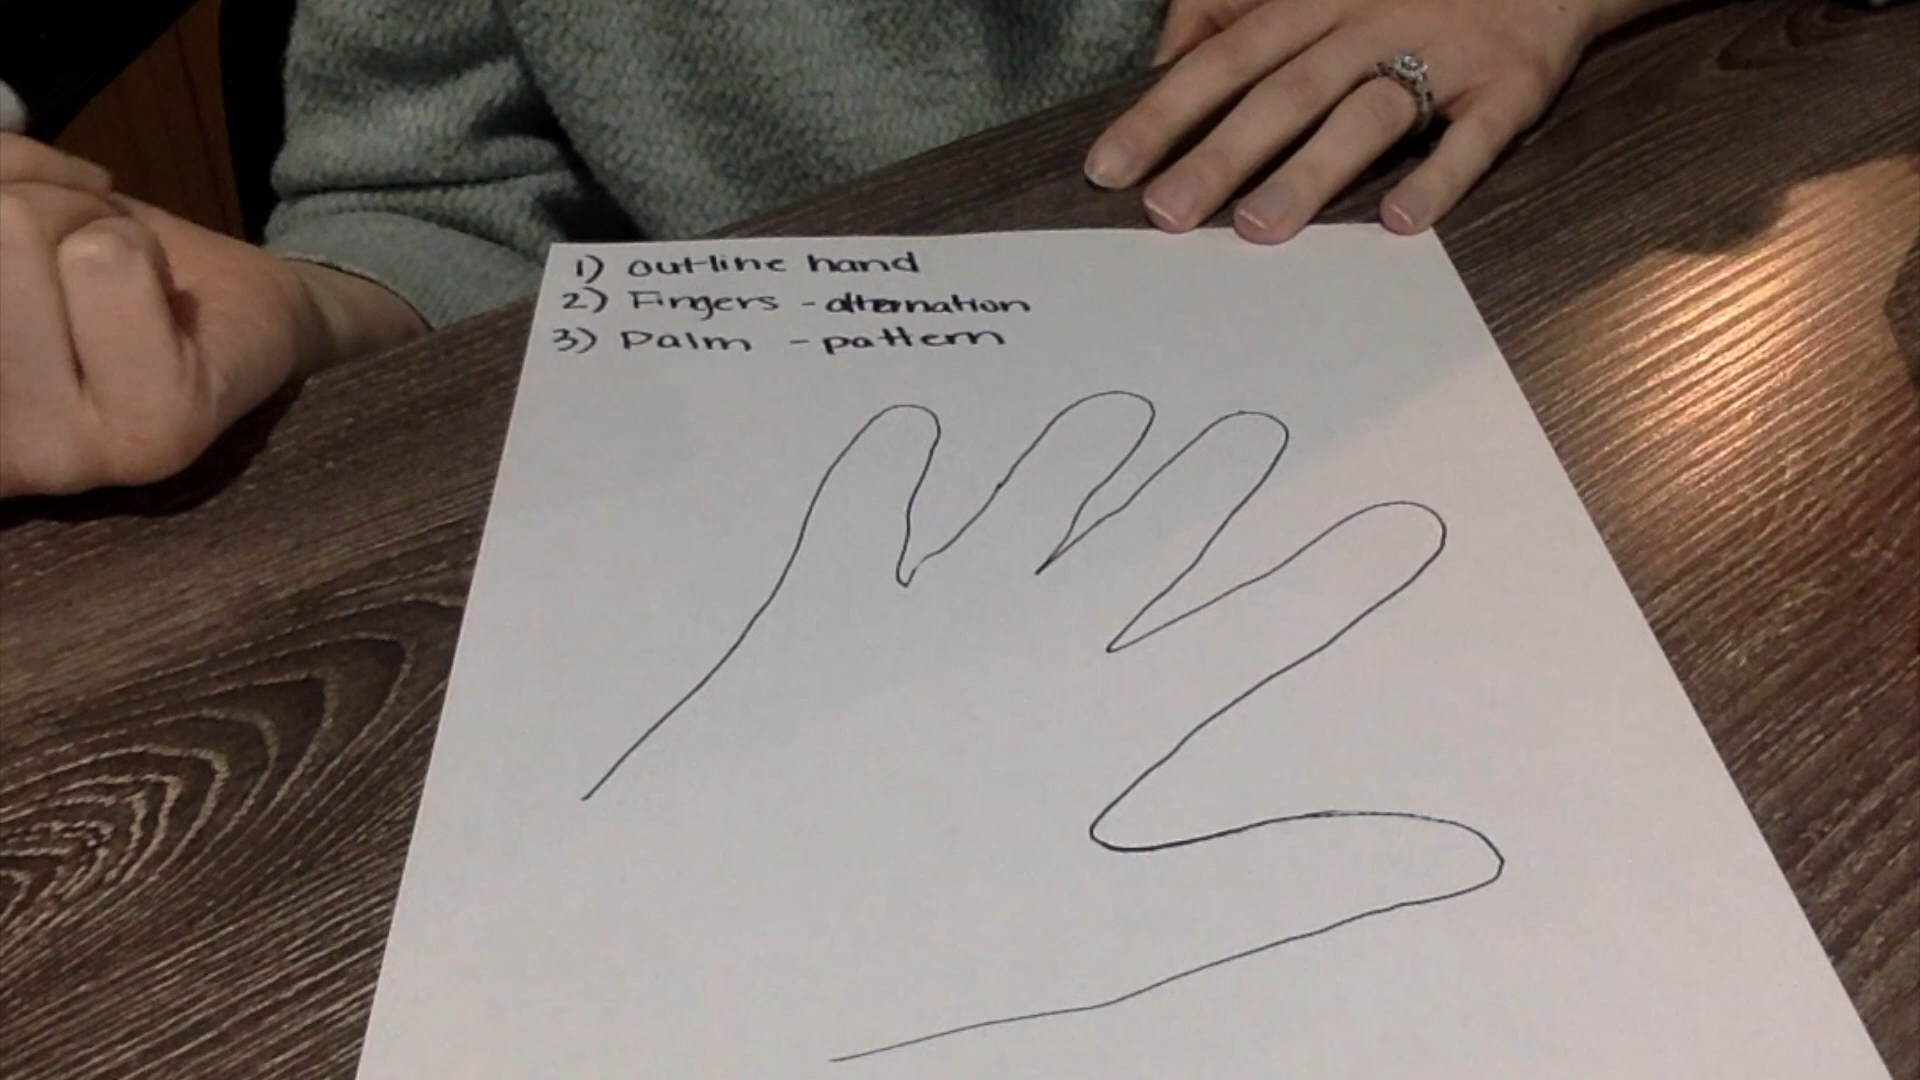 1) outline hand
2) Fingers - alternation
3) Palm - pattern